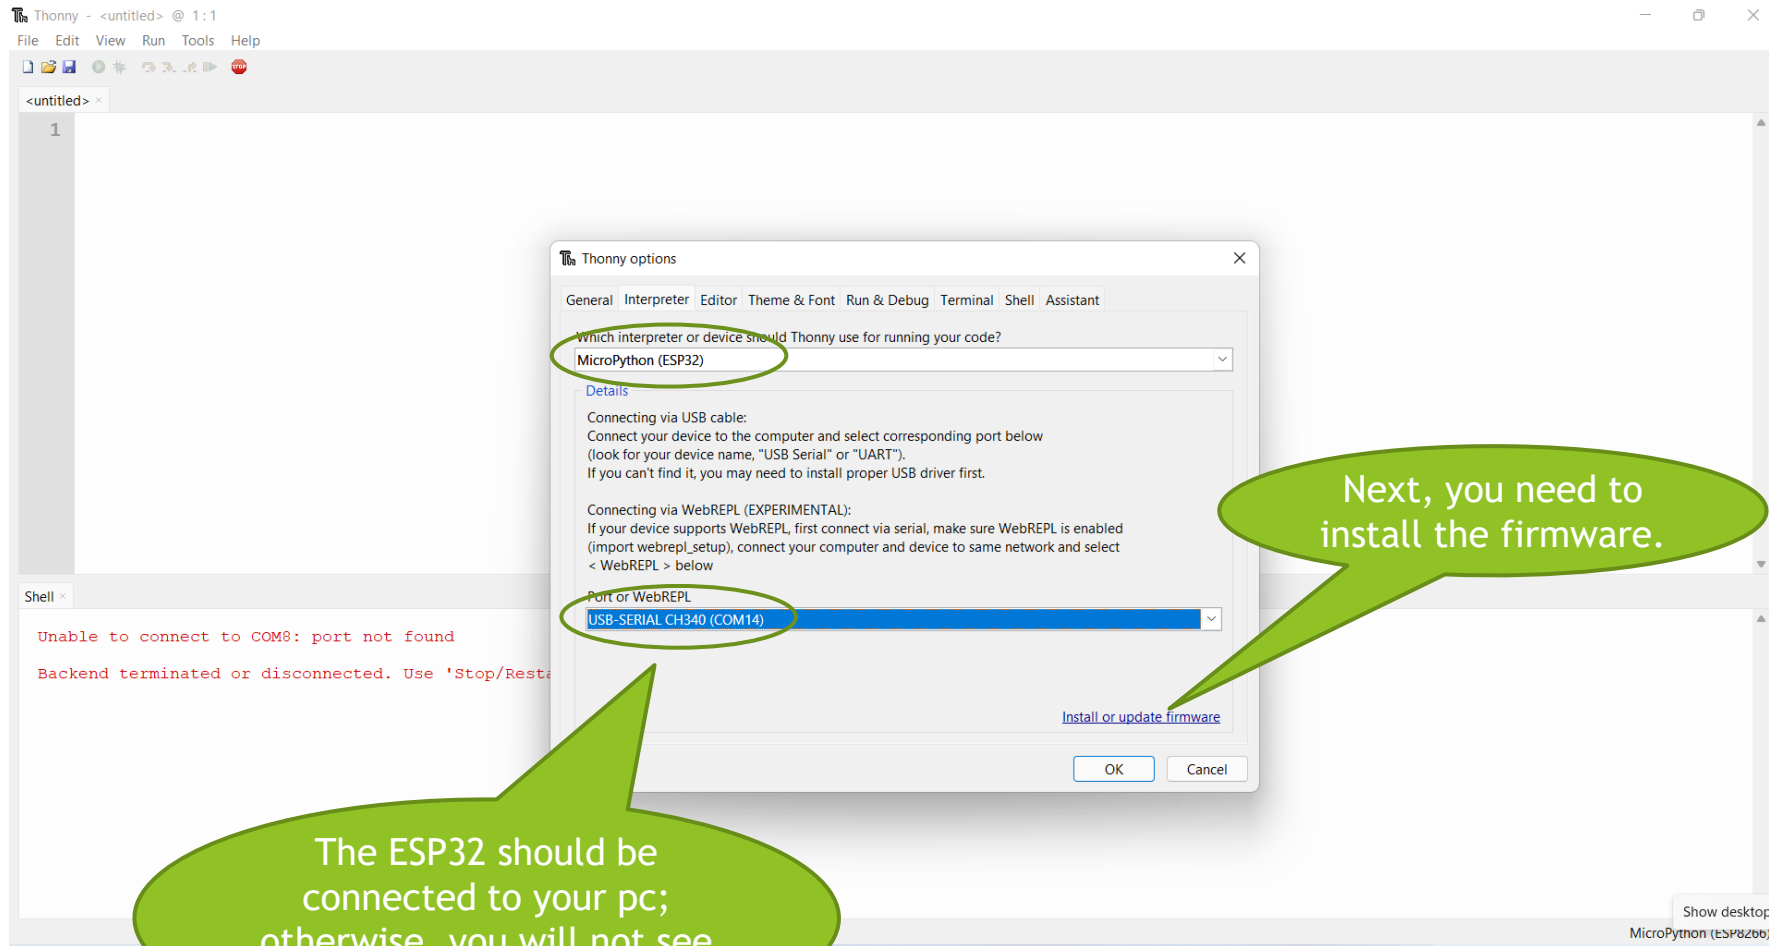 Thonny - <untitled> @ 1:1
File Edit View Run Tools Help
<untitled>
1
Thonny options
General Interpreter Editor Theme & Font Run & Debug Terminal Shell Assistant
Which interpreter or device should Thonny use for running your code?
MicroPython (ESP32)
Details
Connecting via USB cable:
Connect your device to the computer and select corresponding port below
(look for your device name, "USB Serial" or "UART").
If you can't find it, you may need to install proper USB driver first.
Connecting via WebREPL (EXPERIMENTAL):
If your device supports WebREPL, first connect via serial, make sure WebREPL is enabled
(import webrepl_setup), connect your computer and device to same network and select
< WebREPL > below
Port or WebREPL
USB-SERIAL CH340 (COM14)
Install or update firmware
OK Cancel
Next, you need to
install the firmware.
Shell
Unable to connect to COM8: port not found
Backend terminated or disconnected. Use 'Stop/Resta
The ESP32 should be
connected to your pc;
otherwise, you will not see
Show desktop
MicroPython (ESP8266)